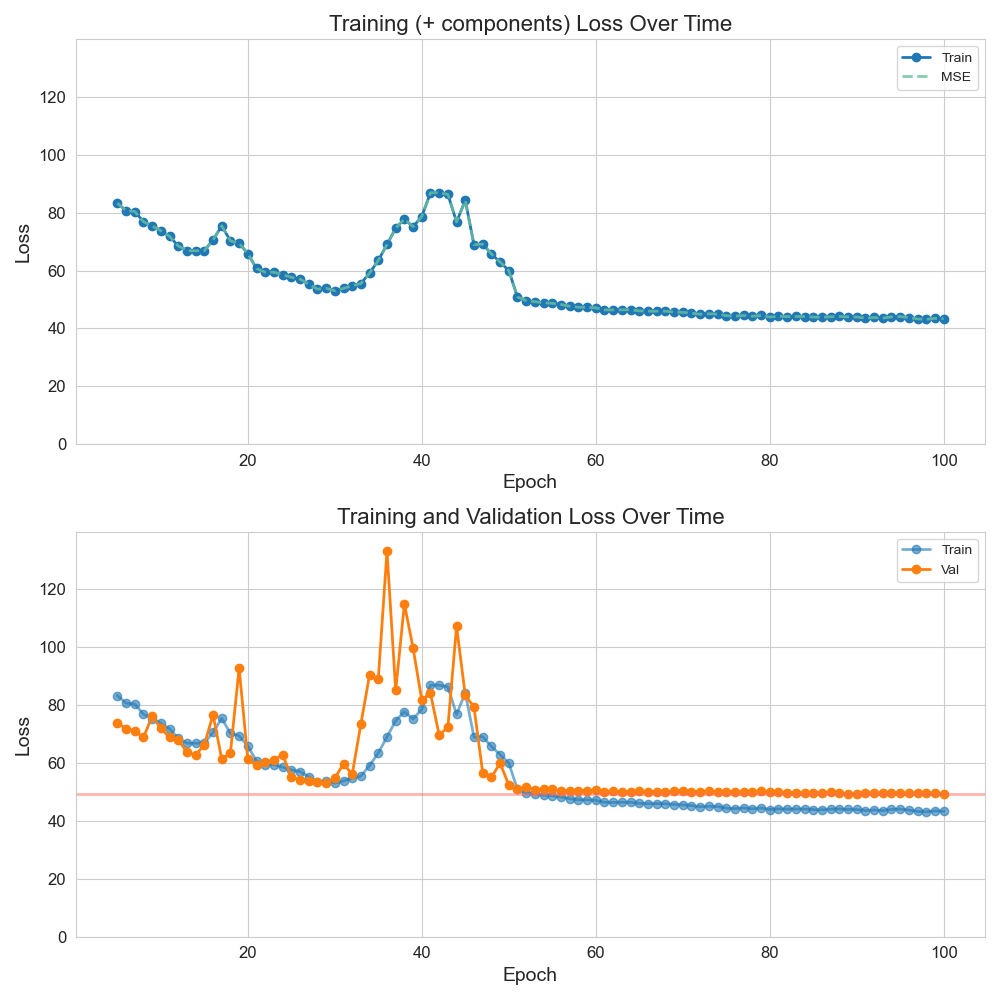 Training (+ components) Loss Over Time
Train
MSE
Loss
120
100
80
60
40
20
0
20 40 60 80 100
Epoch
Training and Validation Loss Over Time
Train
Val
Loss
120
100
80
60
40
20
0
20 40 60 80 100
Epoch